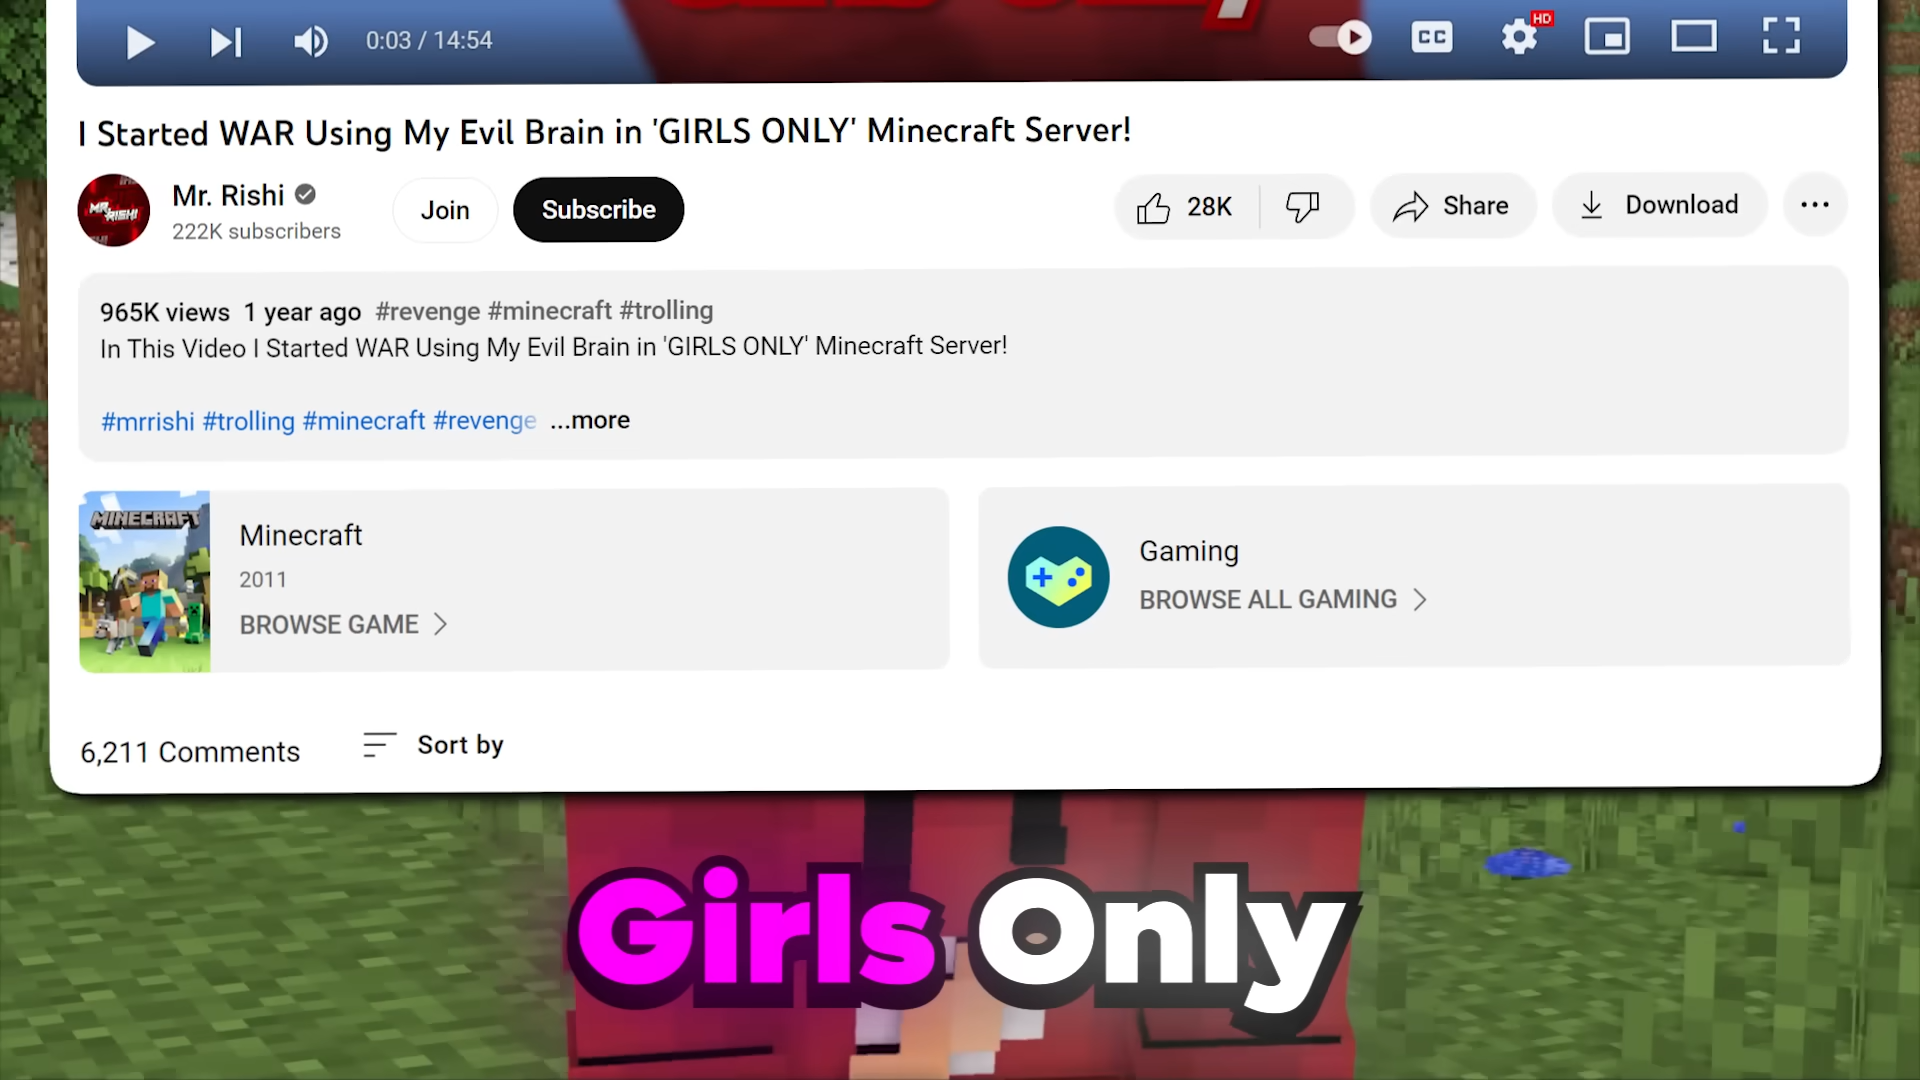 0:03 / 14:54
CC
HD
I Started WAR Using My Evil Brain in 'GIRLS ONLY' Minecraft Server!
MR. RISHI
Mr. Rishi
222K subscribers
Join
Subscribe
28K
Share
Download
965K views 1 year ago #revenge #minecraft #trolling
In This Video I Started WAR Using My Evil Brain in 'GIRLS ONLY' Minecraft Server!
#mrrishi #trolling #minecraft #revenge ...more
MINECRAFT
Minecraft
2011
BROWSE GAME
Gaming
BROWSE ALL GAMING
6,211 Comments
Sort by
Girls Only